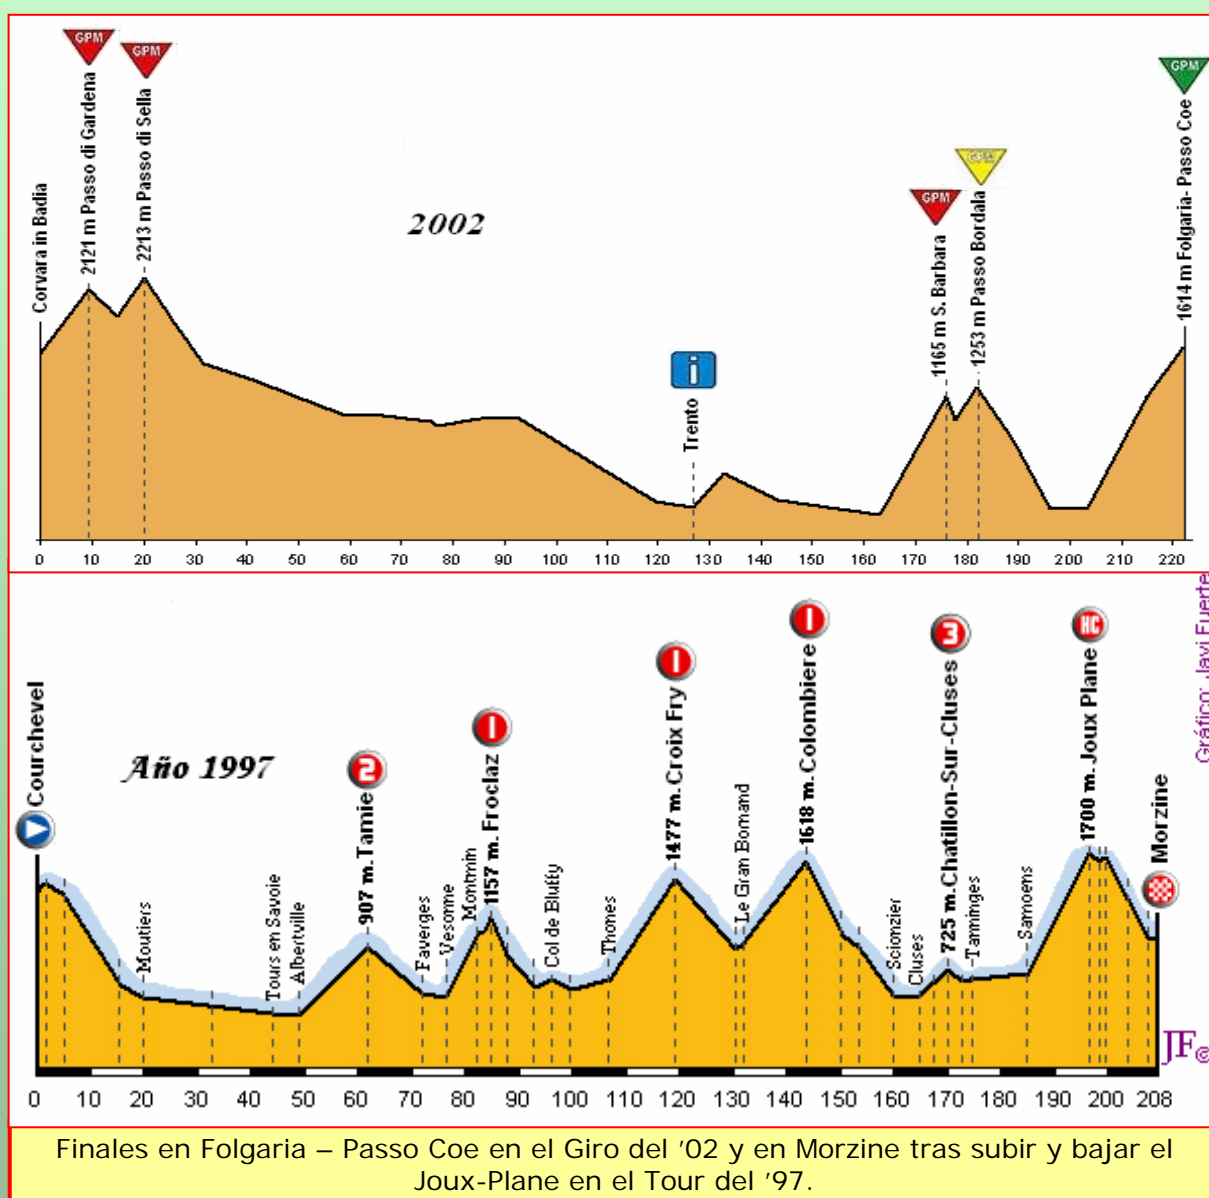 GPM
GPM
GPM
GPM
GPM
Corvara in Badia
2121 m Passo di Gardena
2213 m Passo di Sella
2002
Trento
1165 m S. Barbara
1253 m Passo Bordala
1614 m Folgaria- Passo Coe
0 10 20 30 40 50 60 70 80 90 100 110 120 130 140 150 160 170 180 190 200 210 220
Gráfico: Javi Fuerte
Año 1997
Courchevel
Moutiers
Tours en Savoie
Albertville
2
907 m. Tamie
Faverges
Vesonne
Montmin
1
1157 m. Froclaz
Col de Bluffy
Thones
1
1477 m. Croix Fry
Le Gran Bornand
1
1618 m. Colombiere
Scionzier
Cluses
3
725 m. Chatillon-Sur-Cluses
Tanninges
Samoens
HC
1700 m. Joux Plane
Morzine
JF@
0 10 20 30 40 50 60 70 80 90 100 110 120 130 140 150 160 170 180 190 200 208
Finales en Folgaria – Passo Coe en el Giro del '02 y en Morzine tras subir y bajar el
Joux-Plane en el Tour del '97.